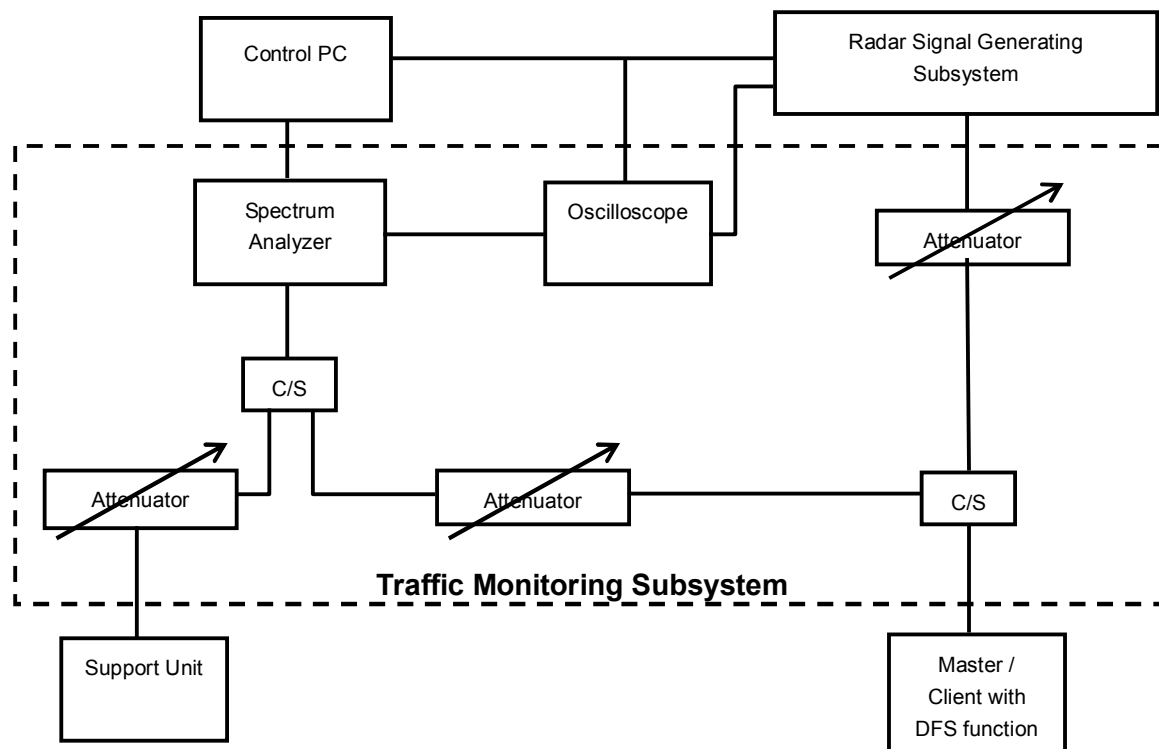 Control PC
Radar Signal Generating
Subsystem
Spectrum
Analyzer
Oscilloscope
Attenuator
C/S
Attenuator
Attenuator
C/S
Traffic Monitoring Subsystem
Support Unit
Master /
Client with
DFS function